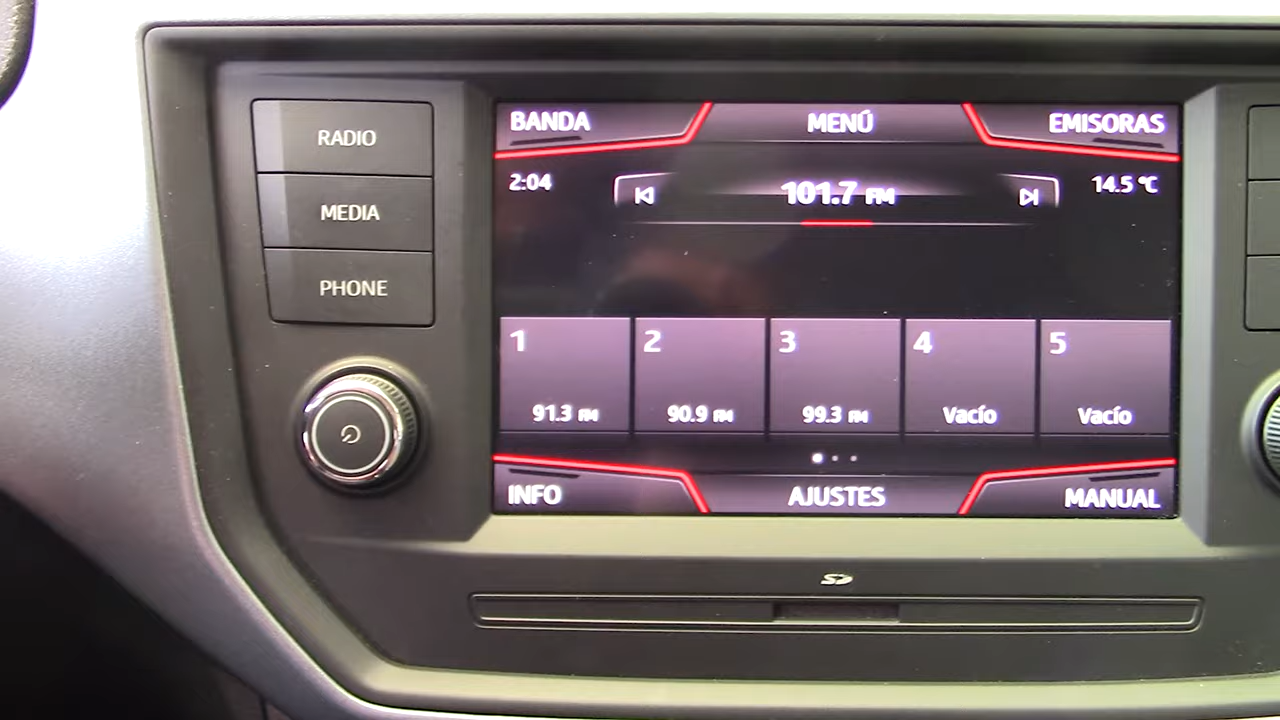 RADIO
MEDIA
PHONE
BANDA MENÚ EMISORAS
2:04 101.7 FM 14.5 °C
1 2 3 4 5
91.3 FM 90.9 FM 99.3 FM Vacío Vacío
INFO AJUSTES MANUAL
SD